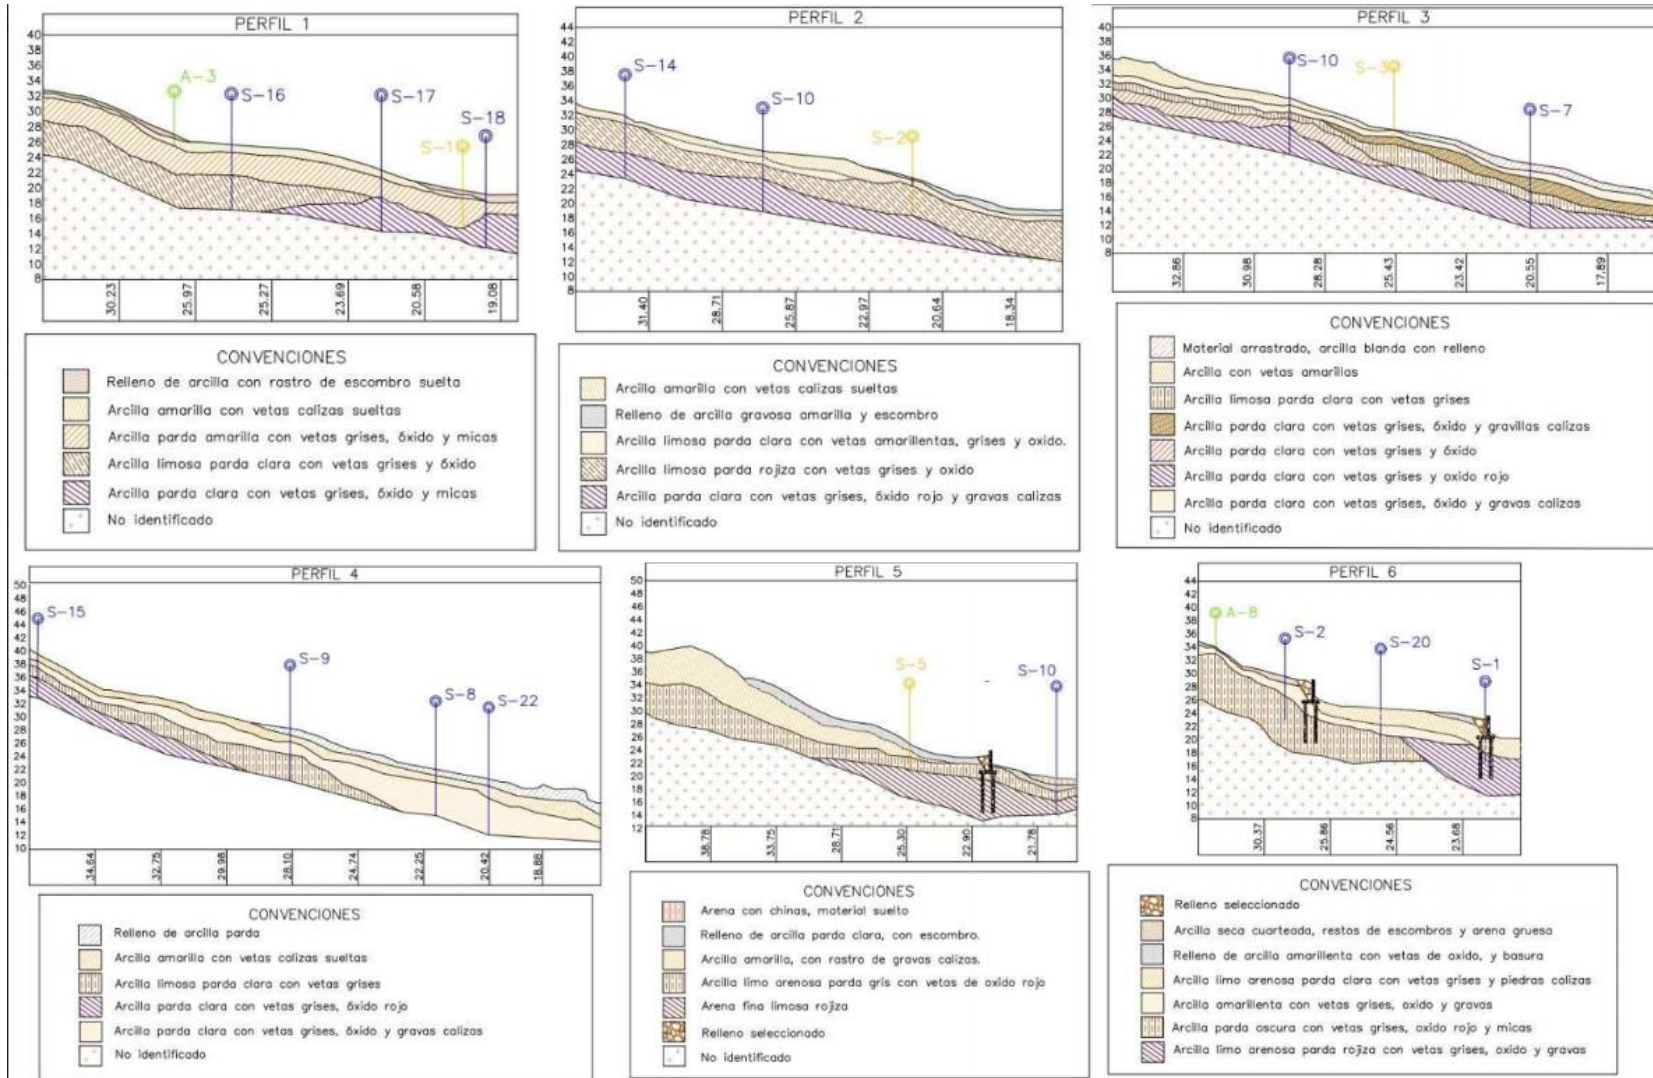 PERFIL 1
40
38
36
34
32
30
28
26
24
22
20
18
16
14
12
10
8
A-3
S-16
S-17
S-18
S-1
30.23
25.97
25.27
23.69
20.58
19.08
CONVENCIONES
Relleno de arcilla con rastro de escombro suelta
Arcilla amarilla con vetas calizas sueltas
Arcilla parda amarilla con vetas grises, óxido y micas
Arcilla limosa parda clara con vetas grises y óxido
Arcilla parda clara con vetas grises, óxido y micas
No identificado
PERFIL 2
44
42
40
38
36
34
32
30
28
26
24
22
20
18
16
14
12
10
8
S-14
S-10
S-2
31.40
28.71
25.87
22.97
20.64
18.34
CONVENCIONES
Arcilla amarilla con vetas calizas sueltas
Relleno de arcilla gravosa amarilla y escombro
Arcilla limosa parda clara con vetas amarillentas, grises y oxido.
Arcilla limosa parda rojiza con vetas grises y oxido
Arcilla parda clara con vetas grises, óxido rojo y gravas calizas
No identificado
PERFIL 3
40
38
36
34
32
30
28
26
24
22
20
18
16
14
12
10
8
S-10
S-3
S-7
32.86
30.98
28.28
25.43
23.42
20.55
17.89
CONVENCIONES
Material arrastrado, arcilla blanda con relleno
Arcilla con vetas amarillas
Arcilla limosa parda clara con vetas grises
Arcilla parda clara con vetas grises, óxido y gravillas calizas
Arcilla parda clara con vetas grises y óxido
Arcilla parda clara con vetas grises y oxido rojo
Arcilla parda clara con vetas grises, óxido y gravas calizas
No identificado
PERFIL 4
50
48
46
44
42
40
38
36
34
32
30
28
26
24
22
20
18
16
14
12
10
S-15
S-9
S-8
S-22
34.64
32.75
29.98
28.10
24.74
22.25
20.42
18.88
CONVENCIONES
Relleno de arcilla parda
Arcilla amarilla con vetas calizas sueltas
Arcilla limosa parda clara con vetas grises
Arcilla parda clara con vetas grises, óxido rojo
Arcilla parda clara con vetas grises, óxido y gravas calizas
No identificado
PERFIL 5
50
48
46
44
42
40
38
36
34
32
30
28
26
24
22
20
18
16
14
12
S-5
S-10
38.78
33.75
28.71
25.30
22.90
21.78
CONVENCIONES
Arena con chinas, material suelto
Relleno de arcilla parda clara, con escombro.
Arcilla amarilla, con rastro de gravas calizas.
Arcilla limo arenosa parda gris con vetas de oxido rojo
Arena fina limosa rojiza
Relleno seleccionado
No identificado
PERFIL 6
44
42
40
38
36
34
32
30
28
26
24
22
20
18
16
14
12
10
8
A-8
S-2
S-20
S-1
30.37
25.86
24.56
23.68
CONVENCIONES
Relleno seleccionado
Arcilla seca cuarteada, restos de escombros y arena gruesa
Relleno de arcilla amarillenta con vetas de oxido, y basura
Arcilla limo arenosa parda clara con vetas grises y piedras calizas
Arcilla amarillenta con vetas grises, oxido y gravas
Arcilla parda oscura con vetas grises, oxido rojo y micas
Arcilla limo arenosa parda rojiza con vetas grises, oxido y gravas